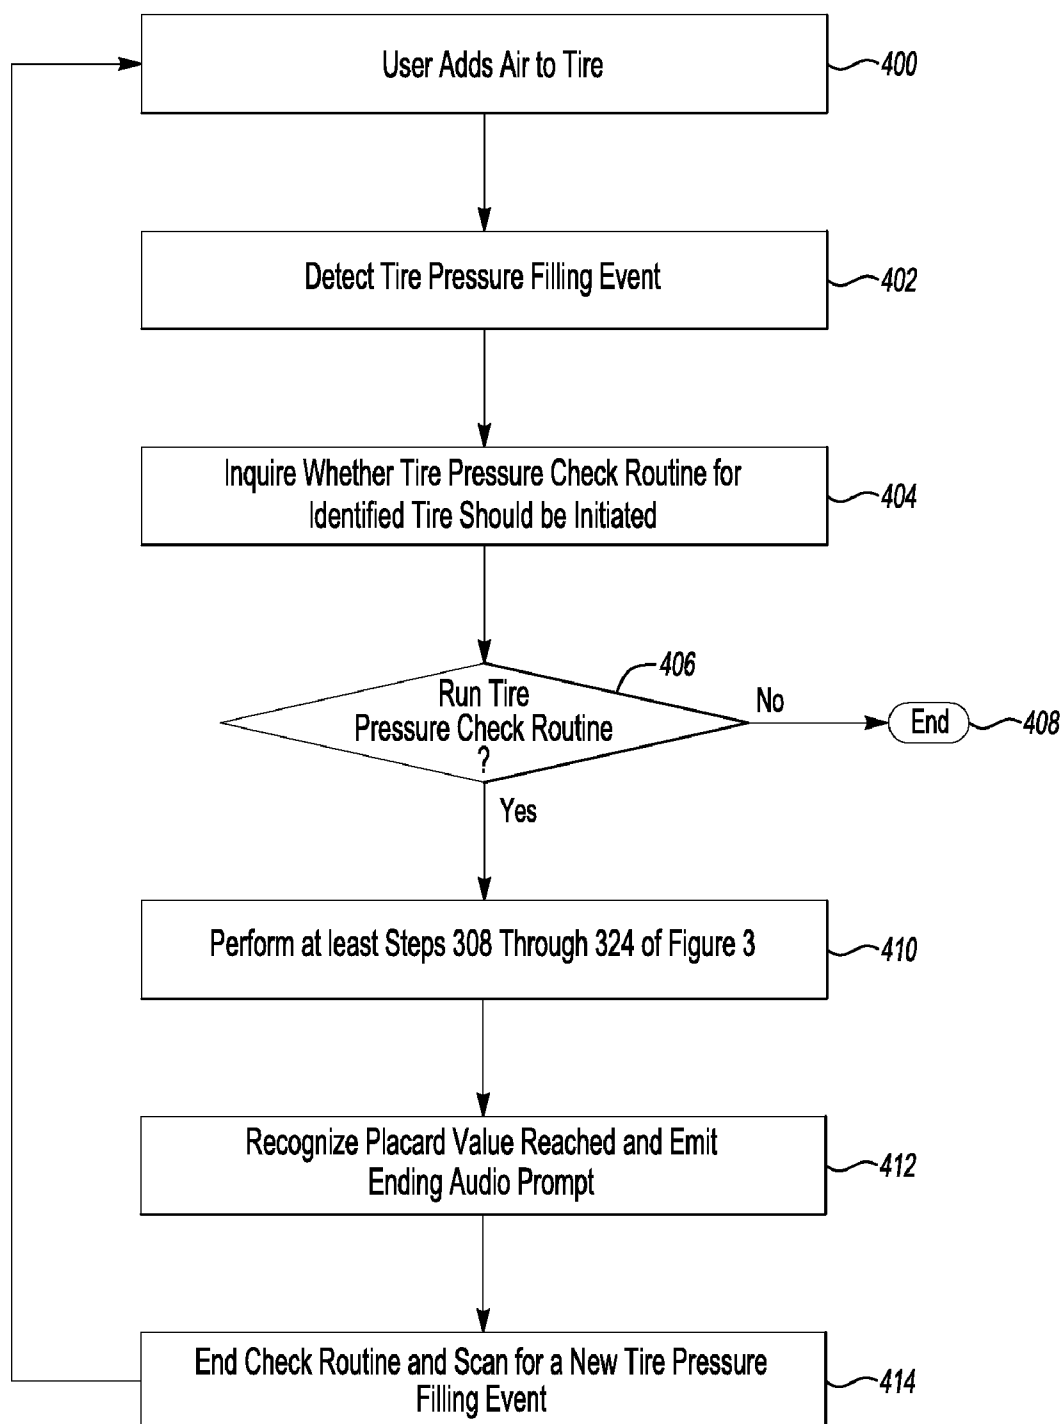 User Adds Air to Tire
400
Detect Tire Pressure Filling Event
402
Inquire Whether Tire Pressure Check Routine for
Identified Tire Should be Initiated
404
406
Run Tire
Pressure Check Routine
?
No
End
408
Yes
Perform at least Steps 308 Through 324 of Figure 3
410
Recognize Placard Value Reached and Emit
Ending Audio Prompt
412
End Check Routine and Scan for a New Tire Pressure
Filling Event
414